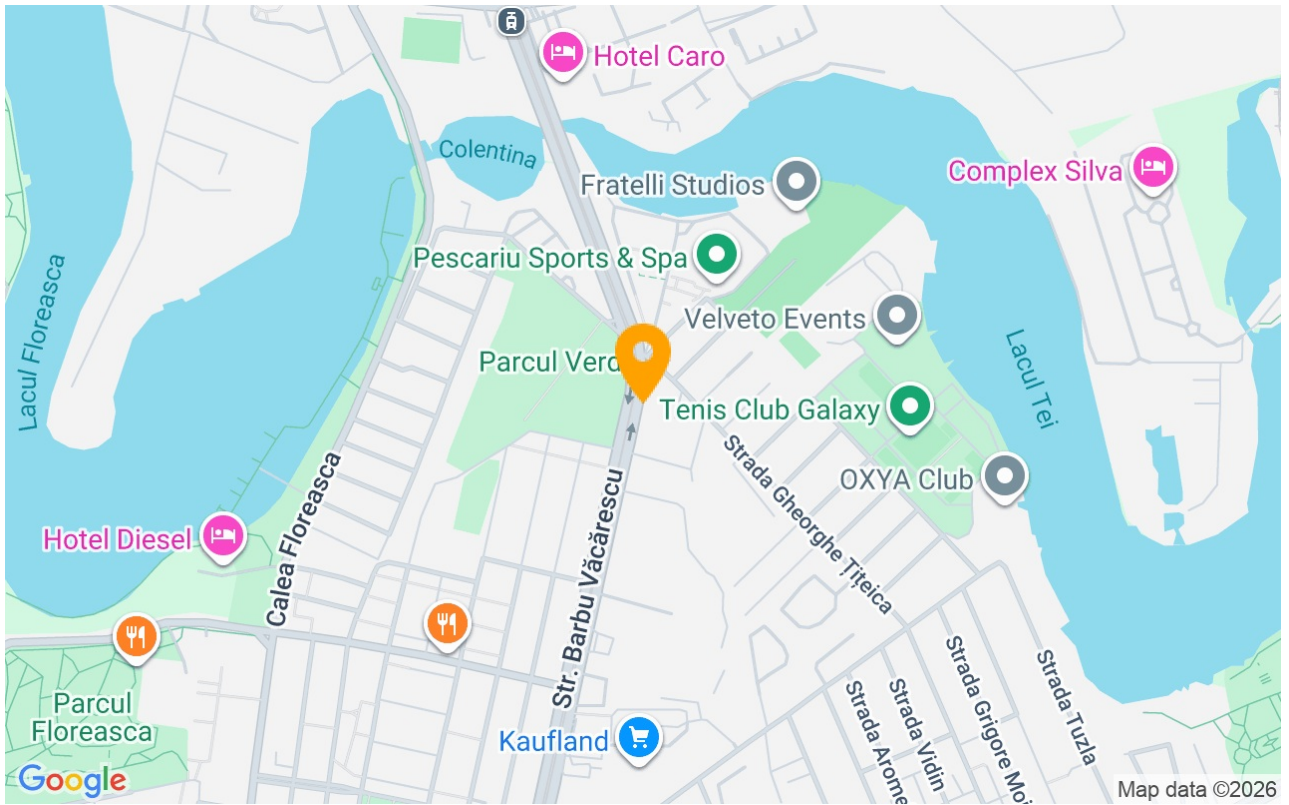 Hotel Caro
Colentina
Fratelli Studios
Complex Silva
Pescariu Sports & Spa
Lacul Floreasca
Velveto Events
Parcul Verd
Lacul Tei
Tenis Club Galaxy
OXYA Club
Strada Gheorghe Țițeica
Hotel Diesel
Calea Floreasca
Str. Barbu Văcărescu
Strada Grigore Moi
Strada Tuzla
Strada Vidin
Strada Arome
Parcul
Floreasca
Kaufland
Google
Map data ©2026